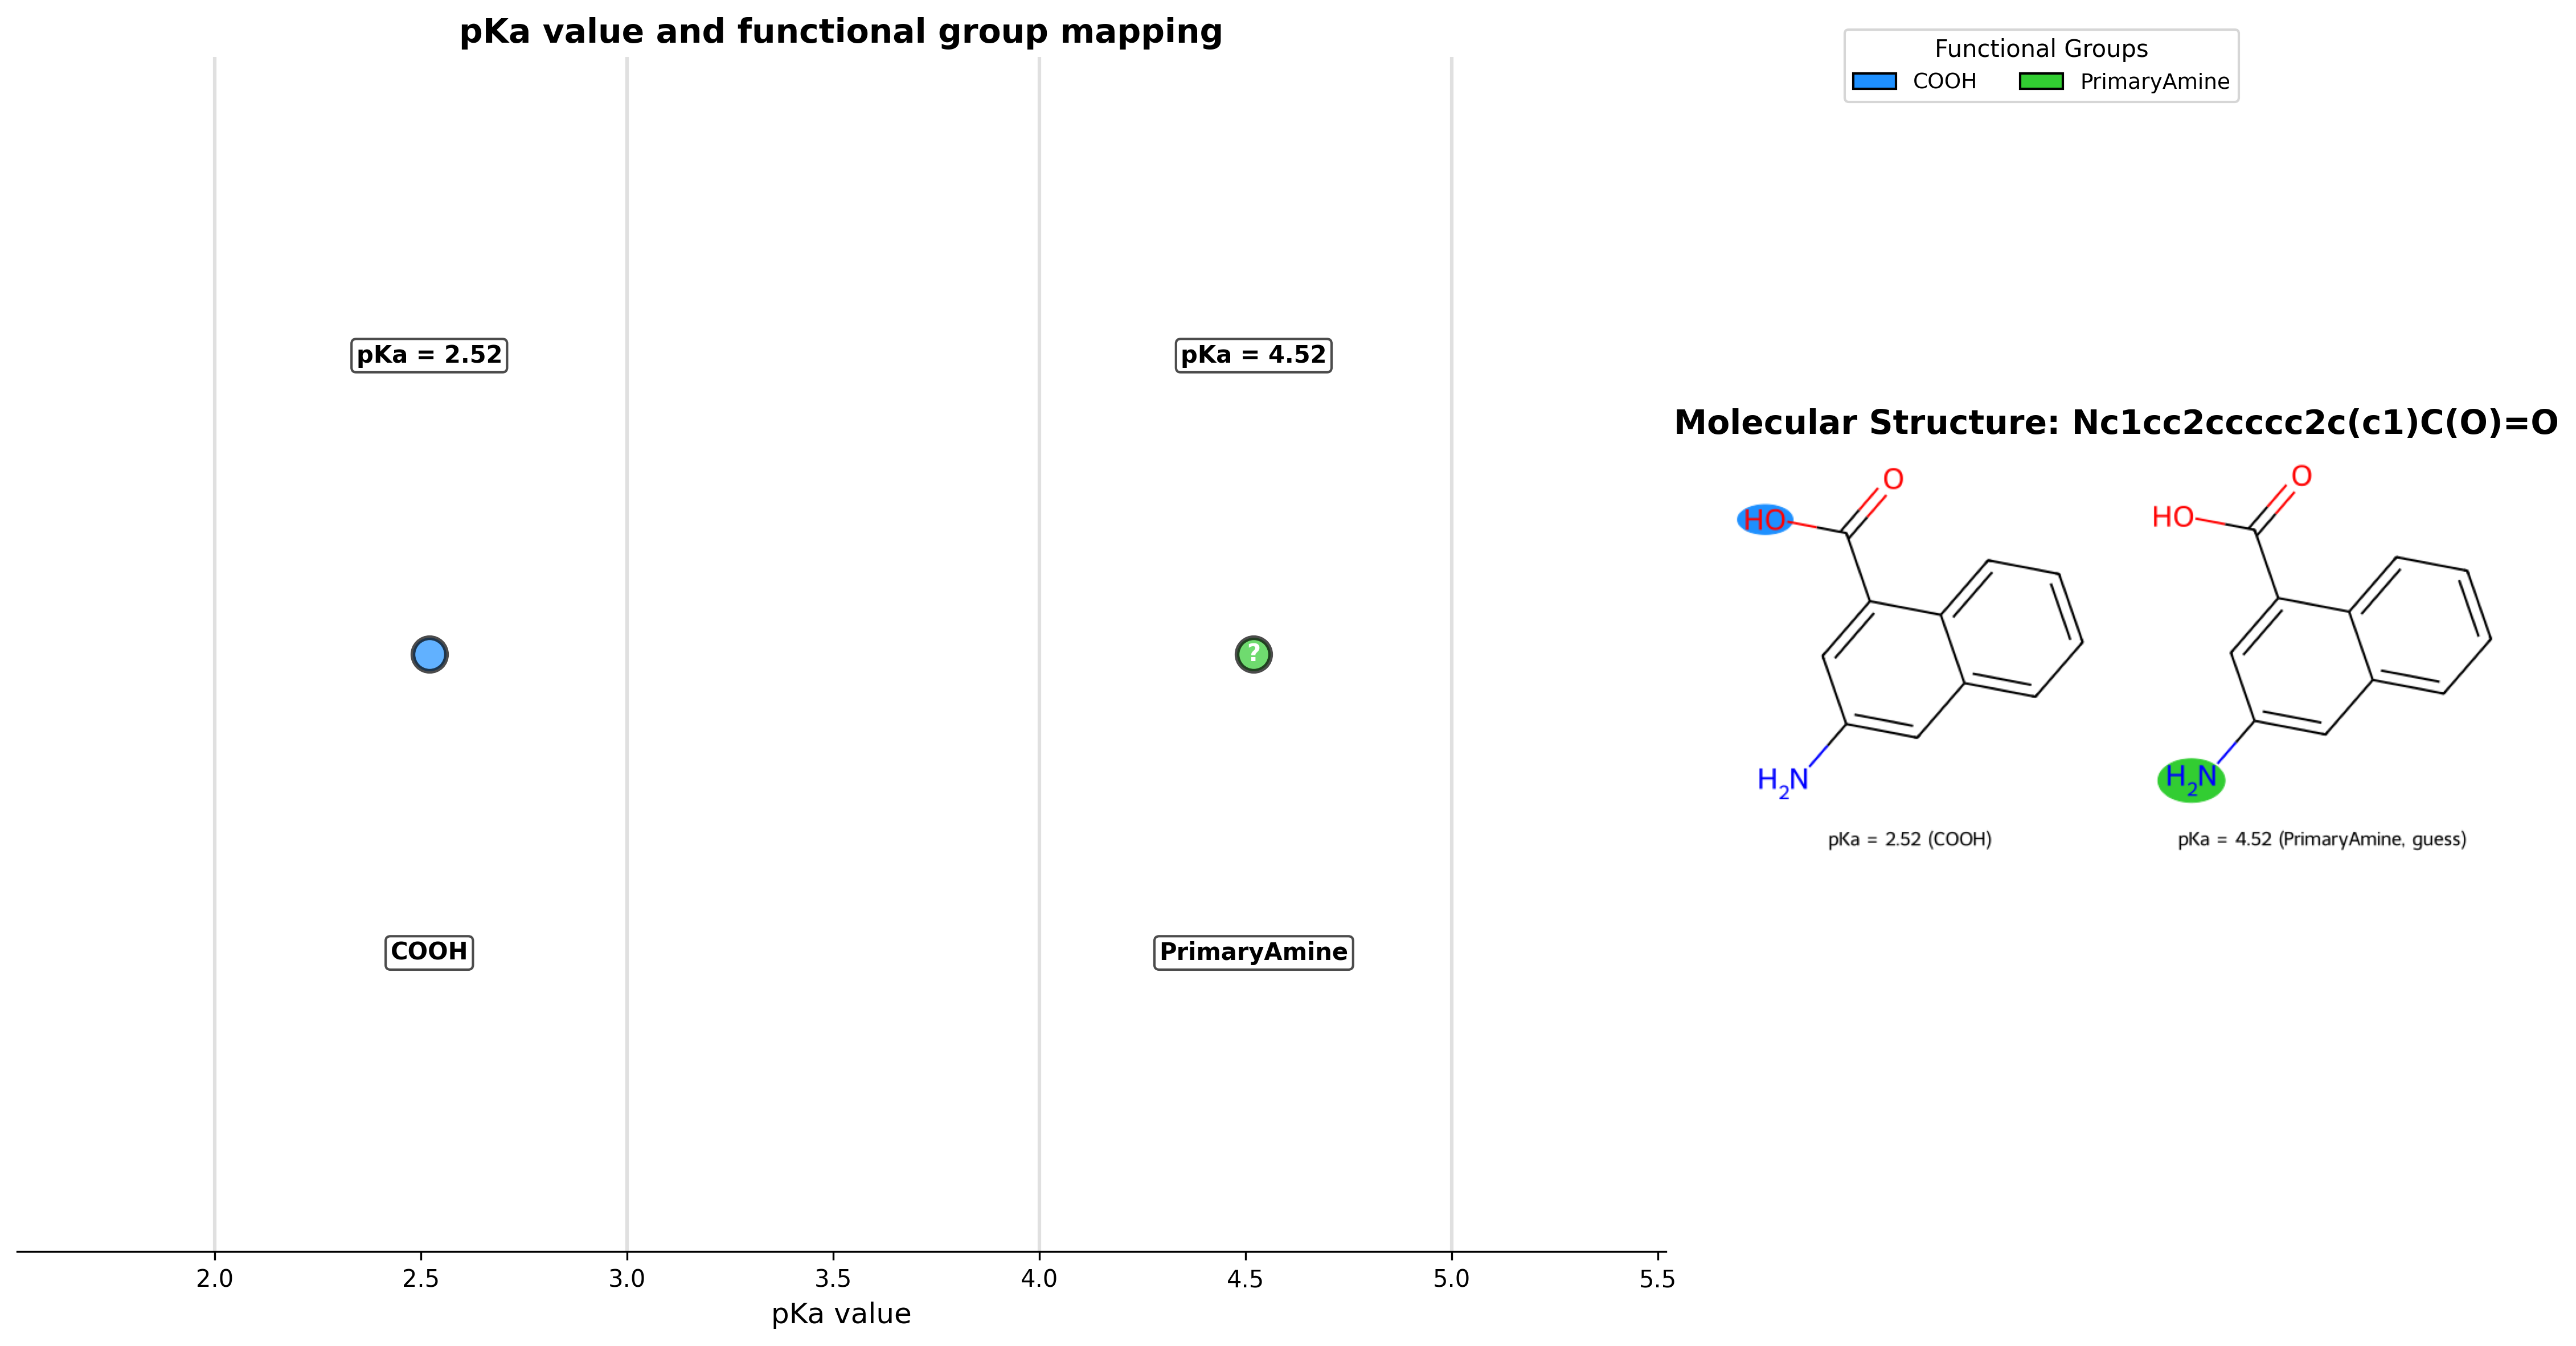 pKa value and functional group mapping
Functional Groups
COOH PrimaryAmine
pKa = 2.52 pKa = 4.52
?
COOH PrimaryAmine
2.0 2.5 3.0 3.5 4.0 4.5 5.0 5.5
pKa value
Molecular Structure: Nc1cc2ccccc2c(c1)C(O)=O
O O
HO HO
H2N H2N
pKa = 2.52 (COOH) pKa = 4.52 (PrimaryAmine, guess)